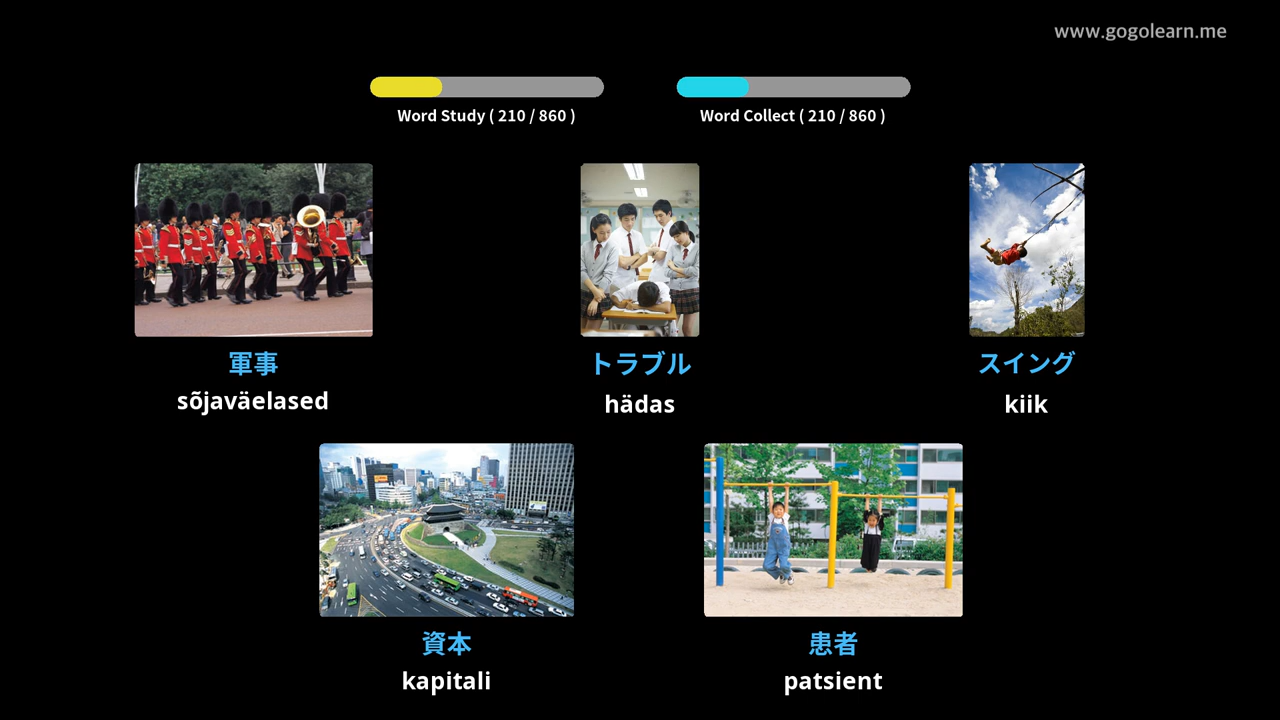 www.gogolearn.me
Word Study ( 210 / 860 )
Word Collect ( 210 / 860 )
軍事
sõjaväelased
トラブル
hädas
スイング
kiik
資本
kapitali
患者
patsient